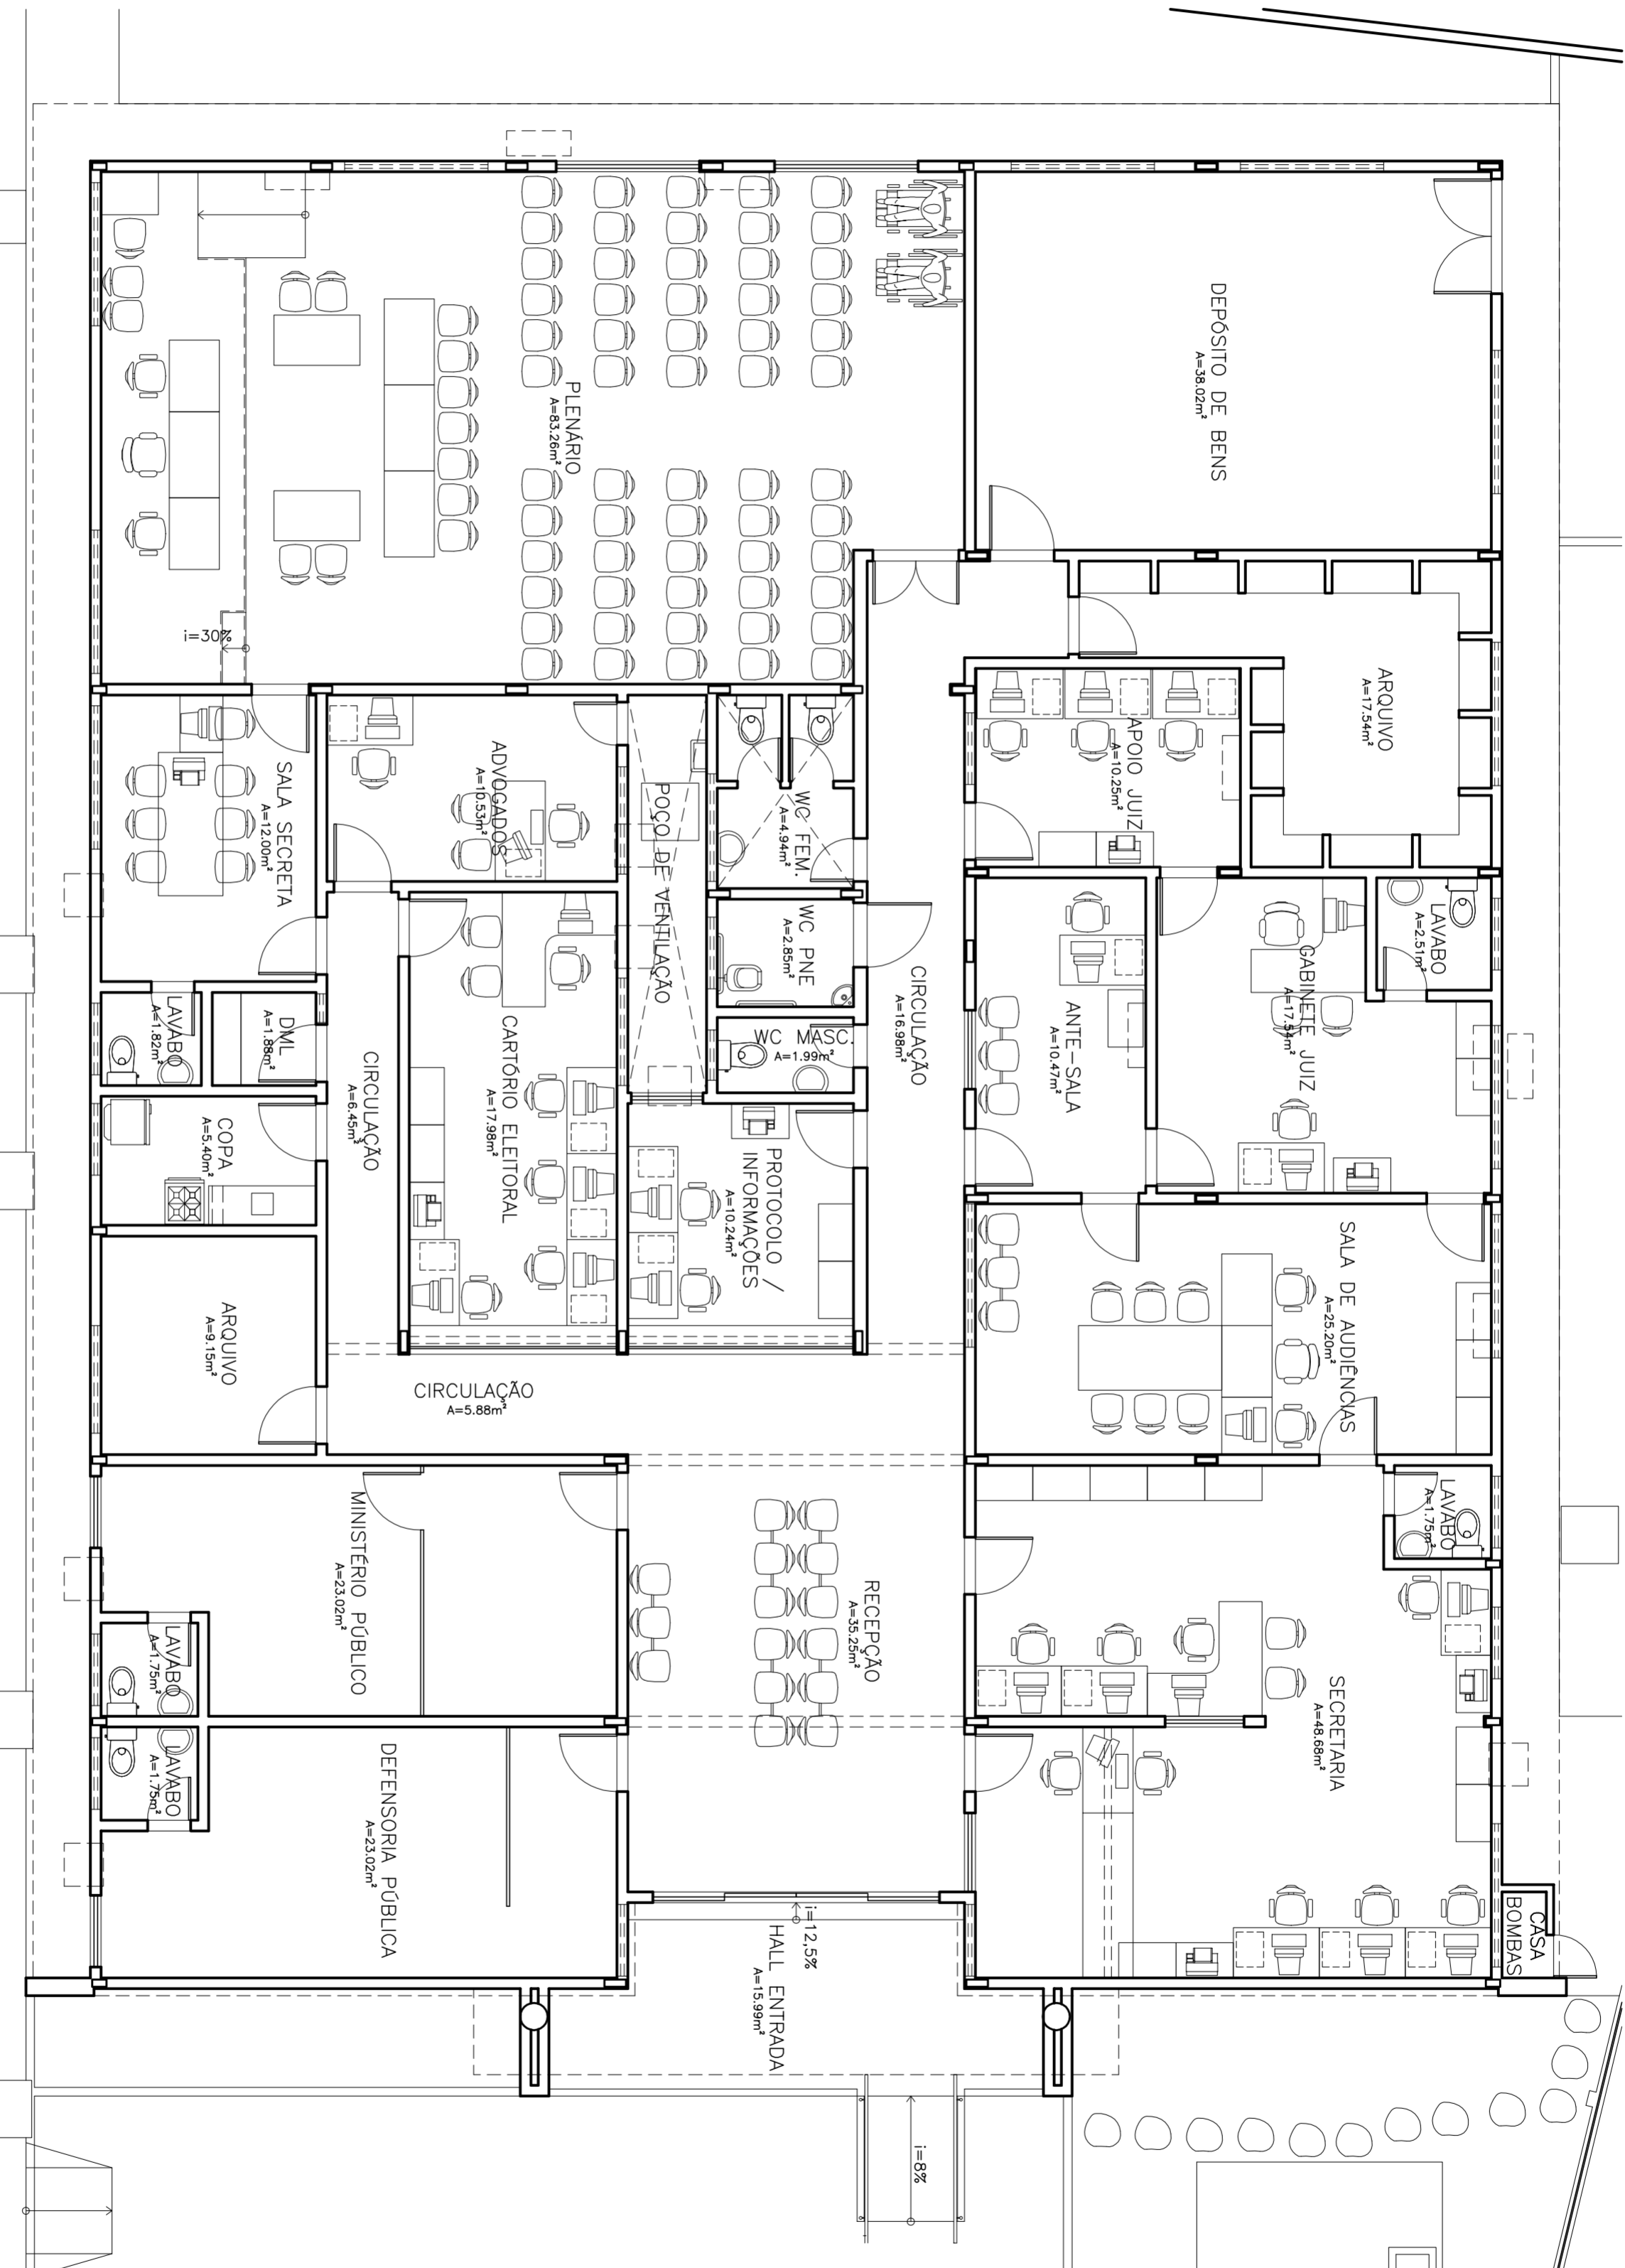 DEPÓSITO DE BENS
A=38.02m²
PLENÁRIO
A=83.26m²
i=30%
ARQUIVO
A=17.54m²
APOIO JUIZ
A=10.25m²
SALA SECRETA
A=12.00m²
ADVOGADOS
A=10.53m²
POÇO DE VENTILAÇÃO
WC FEM.
A=4.94m²
WC PNE
A=2.85m²
WC MASC.
A=1.99m²
CIRCULAÇÃO
A=16.98m²
LAVABO
A=2.51m²
GABINETE JUIZ
A=17.54m²
ANTE-SALA
A=10.47m²
LAVABO
A=1.82m²
DML
A=1.88m²
CIRCULAÇÃO
A=6.45m²
CARTÓRIO ELEITORAL
A=17.98m²
COPA
A=5.40m²
PROTOCOLO /
INFORMAÇÕES
A=10.24m²
SALA DE AUDIÊNCIAS
A=25.20m²
ARQUIVO
A=9.15m²
CIRCULAÇÃO
A=5.88m²
LAVABO
A=1.75m²
MINISTÉRIO PÚBLICO
A=23.02m²
RECEPÇÃO
A=35.25m²
SECRETARIA
A=48.68m²
LAVABO
A=1.75m²
LAVABO
A=1.75m²
DEFENSORIA PÚBLICA
A=23.02m²
CASA
BOMBAS
i=12,5%
HALL ENTRADA
A=15.99m²
i=8%